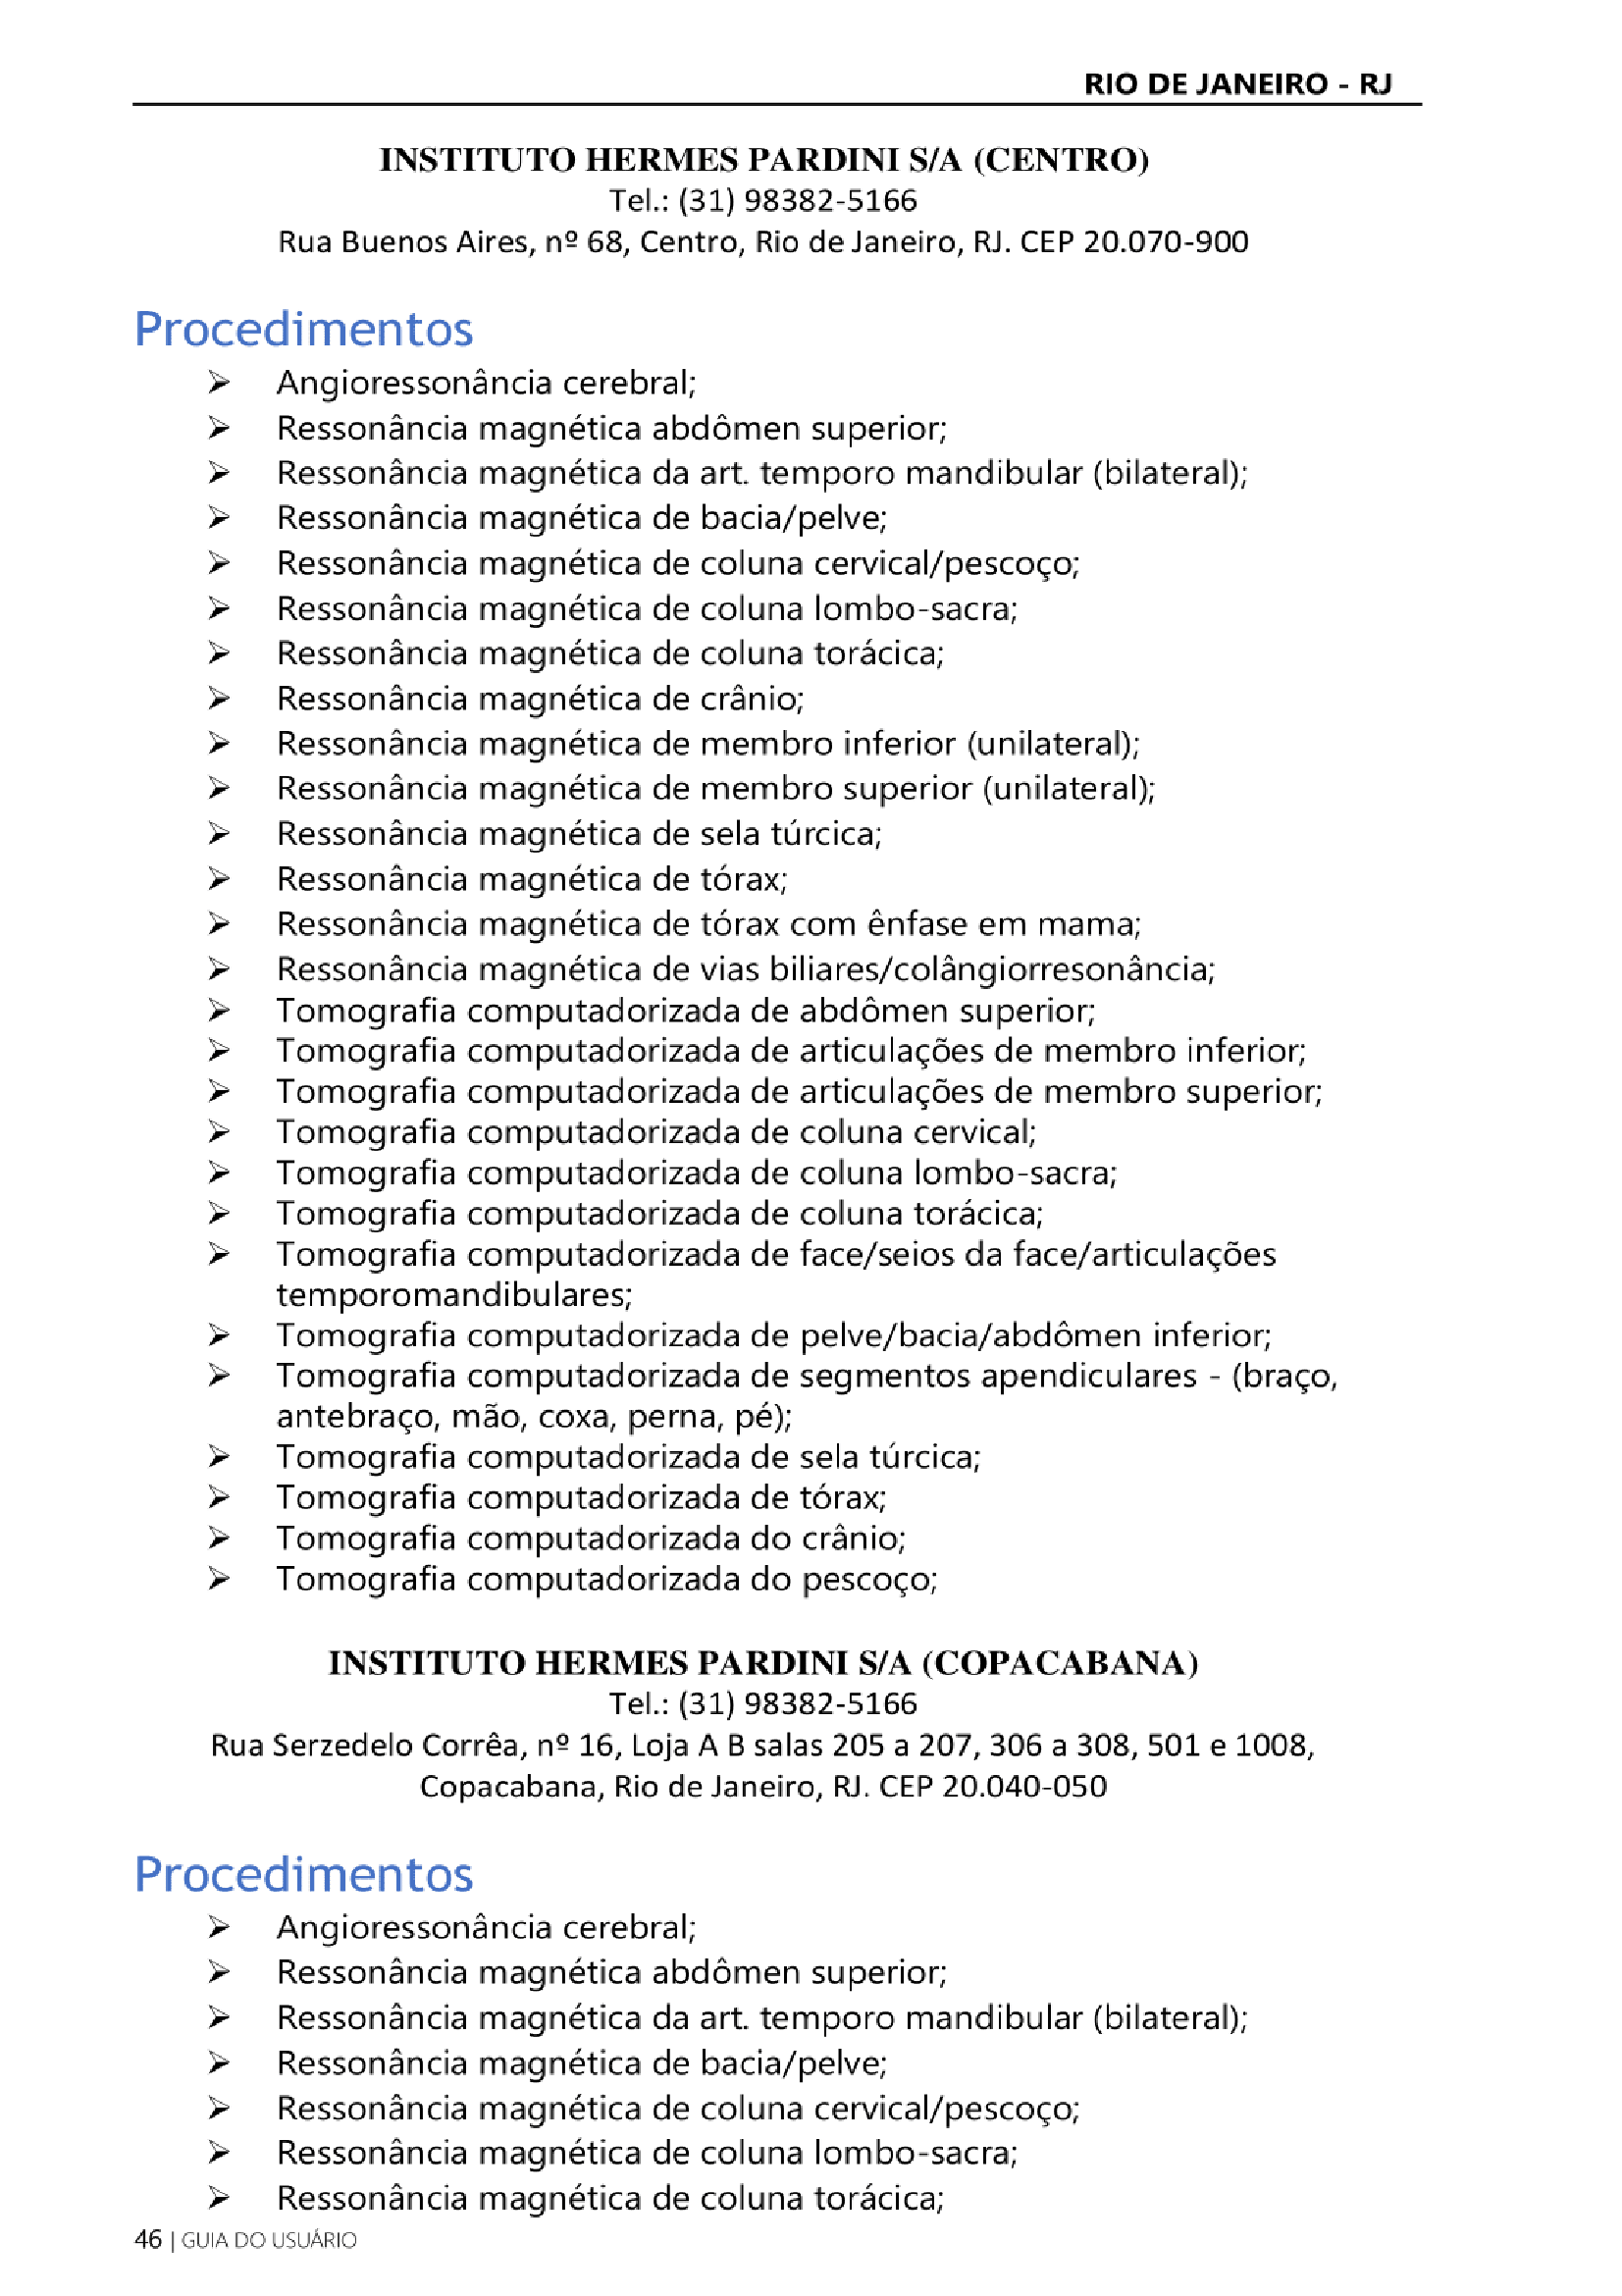 RIO DE JANEIRO - RJ
INSTITUTO HERMES PARDINI S/A (CENTRO)
Tel.: (31) 98382-5166
Rua Buenos Aires, nº 68, Centro, Rio de Janeiro, RJ. CEP 20.070-900
Procedimentos
➢ Angioressonância cerebral;
➢ Ressonância magnética abdômen superior;
➢ Ressonância magnética da art. temporo mandibular (bilateral);
➢ Ressonância magnética de bacia/pelve;
➢ Ressonância magnética de coluna cervical/pescoço;
➢ Ressonância magnética de coluna lombo-sacra;
➢ Ressonância magnética de coluna torácica;
➢ Ressonância magnética de crânio;
➢ Ressonância magnética de membro inferior (unilateral);
➢ Ressonância magnética de membro superior (unilateral);
➢ Ressonância magnética de sela túrcica;
➢ Ressonância magnética de tórax;
➢ Ressonância magnética de tórax com ênfase em mama;
➢ Ressonância magnética de vias biliares/colângiorresonância;
➢ Tomografia computadorizada de abdômen superior;
➢ Tomografia computadorizada de articulações de membro inferior;
➢ Tomografia computadorizada de articulações de membro superior;
➢ Tomografia computadorizada de coluna cervical;
➢ Tomografia computadorizada de coluna lombo-sacra;
➢ Tomografia computadorizada de coluna torácica;
➢ Tomografia computadorizada de face/seios da face/articulações
temporomandibulares;
➢ Tomografia computadorizada de pelve/bacia/abdômen inferior;
➢ Tomografia computadorizada de segmentos apendiculares - (braço,
antebraço, mão, coxa, perna, pé);
➢ Tomografia computadorizada de sela túrcica;
➢ Tomografia computadorizada de tórax;
➢ Tomografia computadorizada do crânio;
➢ Tomografia computadorizada do pescoço;
INSTITUTO HERMES PARDINI S/A (COPACABANA)
Tel.: (31) 98382-5166
Rua Serzedelo Corrêa, nº 16, Loja A B salas 205 a 207, 306 a 308, 501 e 1008,
Copacabana, Rio de Janeiro, RJ. CEP 20.040-050
Procedimentos
➢ Angioressonância cerebral;
➢ Ressonância magnética abdômen superior;
➢ Ressonância magnética da art. temporo mandibular (bilateral);
➢ Ressonância magnética de bacia/pelve;
➢ Ressonância magnética de coluna cervical/pescoço;
➢ Ressonância magnética de coluna lombo-sacra;
➢ Ressonância magnética de coluna torácica;
46 | GUIA DO USUÁRIO